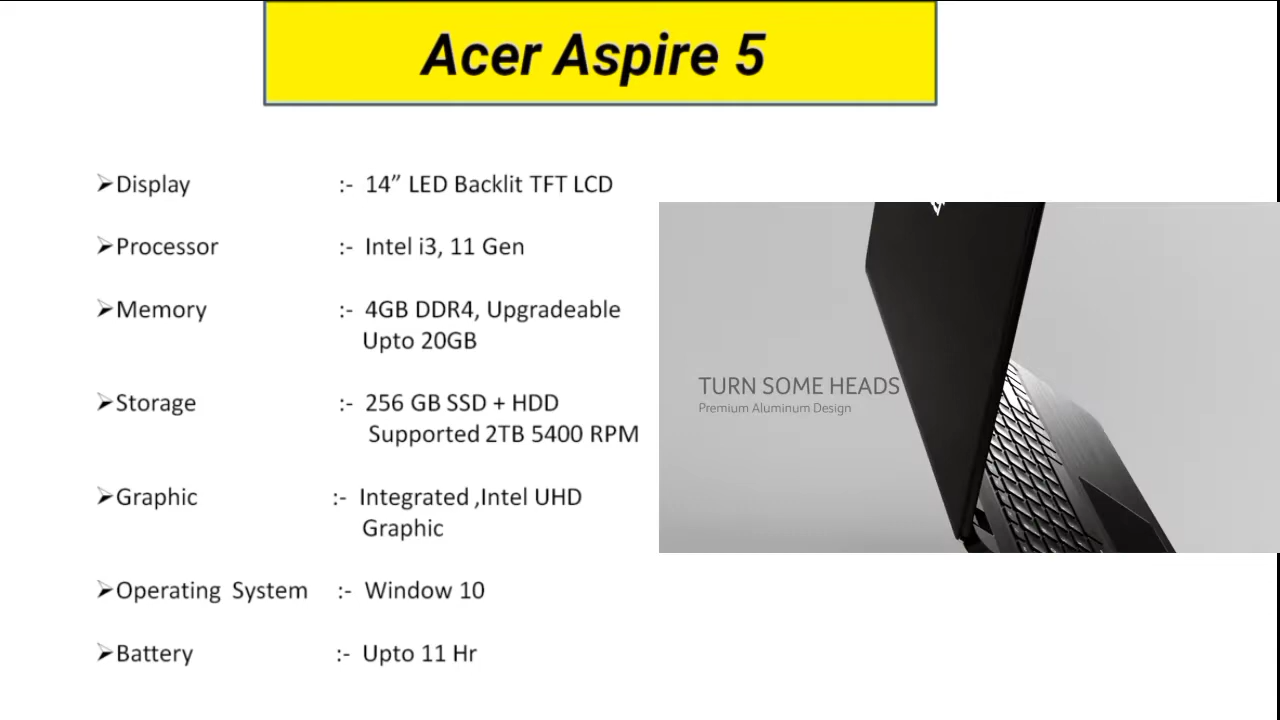 Acer Aspire 5
➢Display :- 14” LED Backlit TFT LCD
➢Processor :- Intel i3, 11 Gen
➢Memory :- 4GB DDR4, Upgradeable
Upto 20GB
➢Storage :- 256 GB SSD + HDD
Supported 2TB 5400 RPM
➢Graphic :- Integrated ,Intel UHD
Graphic
➢Operating System :- Window 10
➢Battery :- Upto 11 Hr
TURN SOME HEADS
Premium Aluminum Design